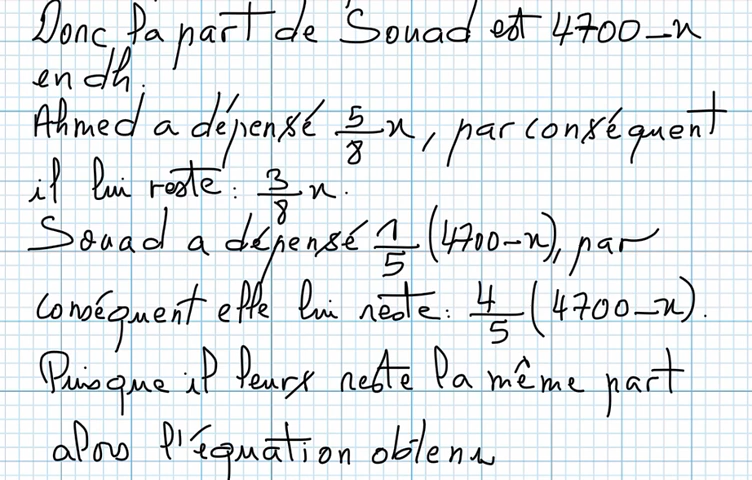 Donc la part de Souad est 4700-x
en dh.
Ahmed a dépensé 5/8 x, par conséquent
il lui reste: 3/8 x.
Souad a dépensé 1/5 (4700-x), par
conséquent elle lui reste: 4/5 (4700-x).
Puisque il leurs reste la même part
alors l'équation obtenu